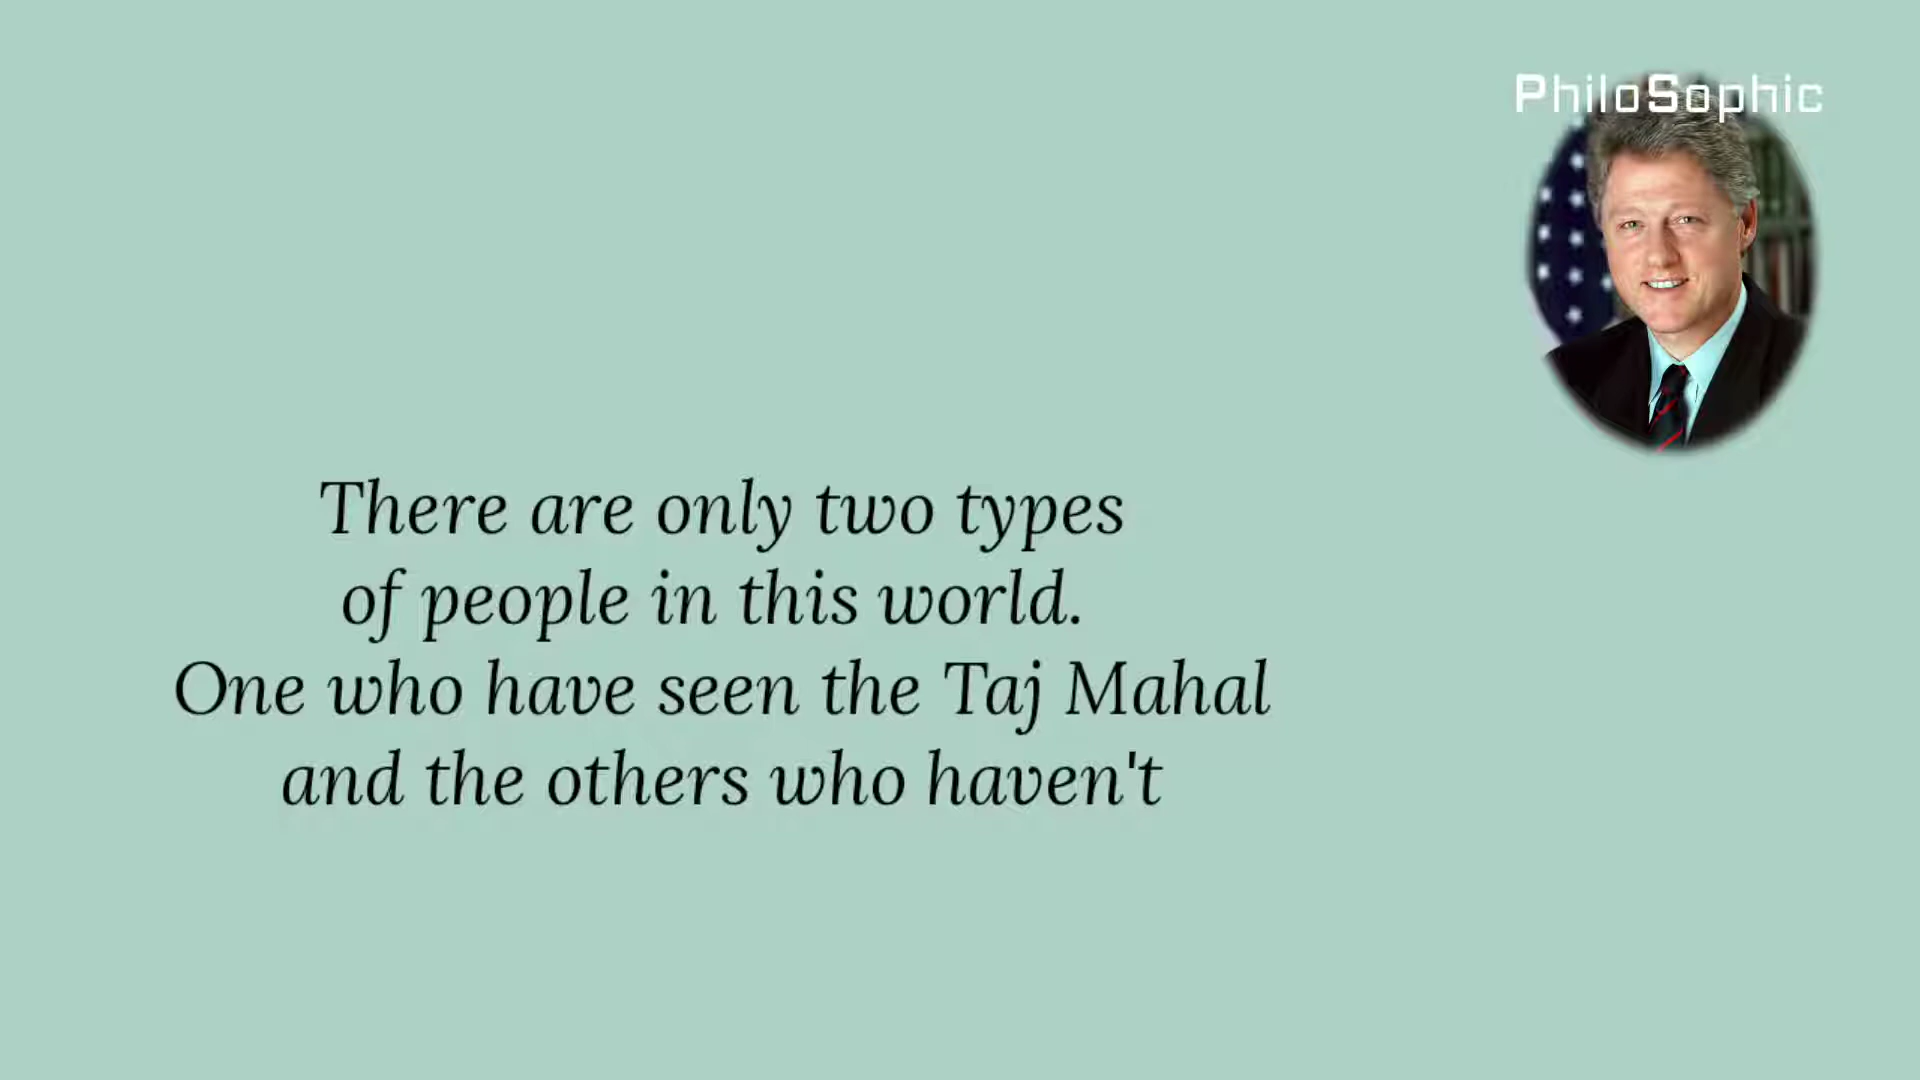 PhiloSophic
There are only two types
of people in this world.
One who have seen the Taj Mahal
and the others who haven't